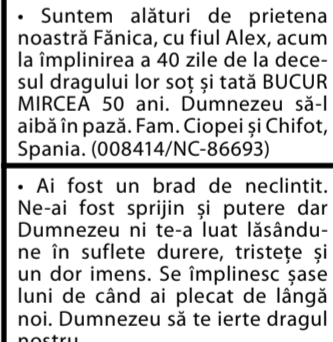 • Suntem alături de prietena
noastră Fănica, cu fiul Alex, acum
la împlinirea a 40 zile de la dece-
sul dragului lor soț și tată BUCUR
MIRCEA 50 ani. Dumnezeu să-l
aibă în pază. Fam. Ciopei și Chifot,
Spania. (008414/NC-86693)
• Ai fost un brad de neclintit.
Ne-ai fost sprijin și putere dar
Dumnezeu ni te-a luat lăsându-
ne în suflete durere, tristețe și
un dor imens. Se împlinesc șase
luni de când ai plecat de lângă
noi. Dumnezeu să te ierte dragul
nostru